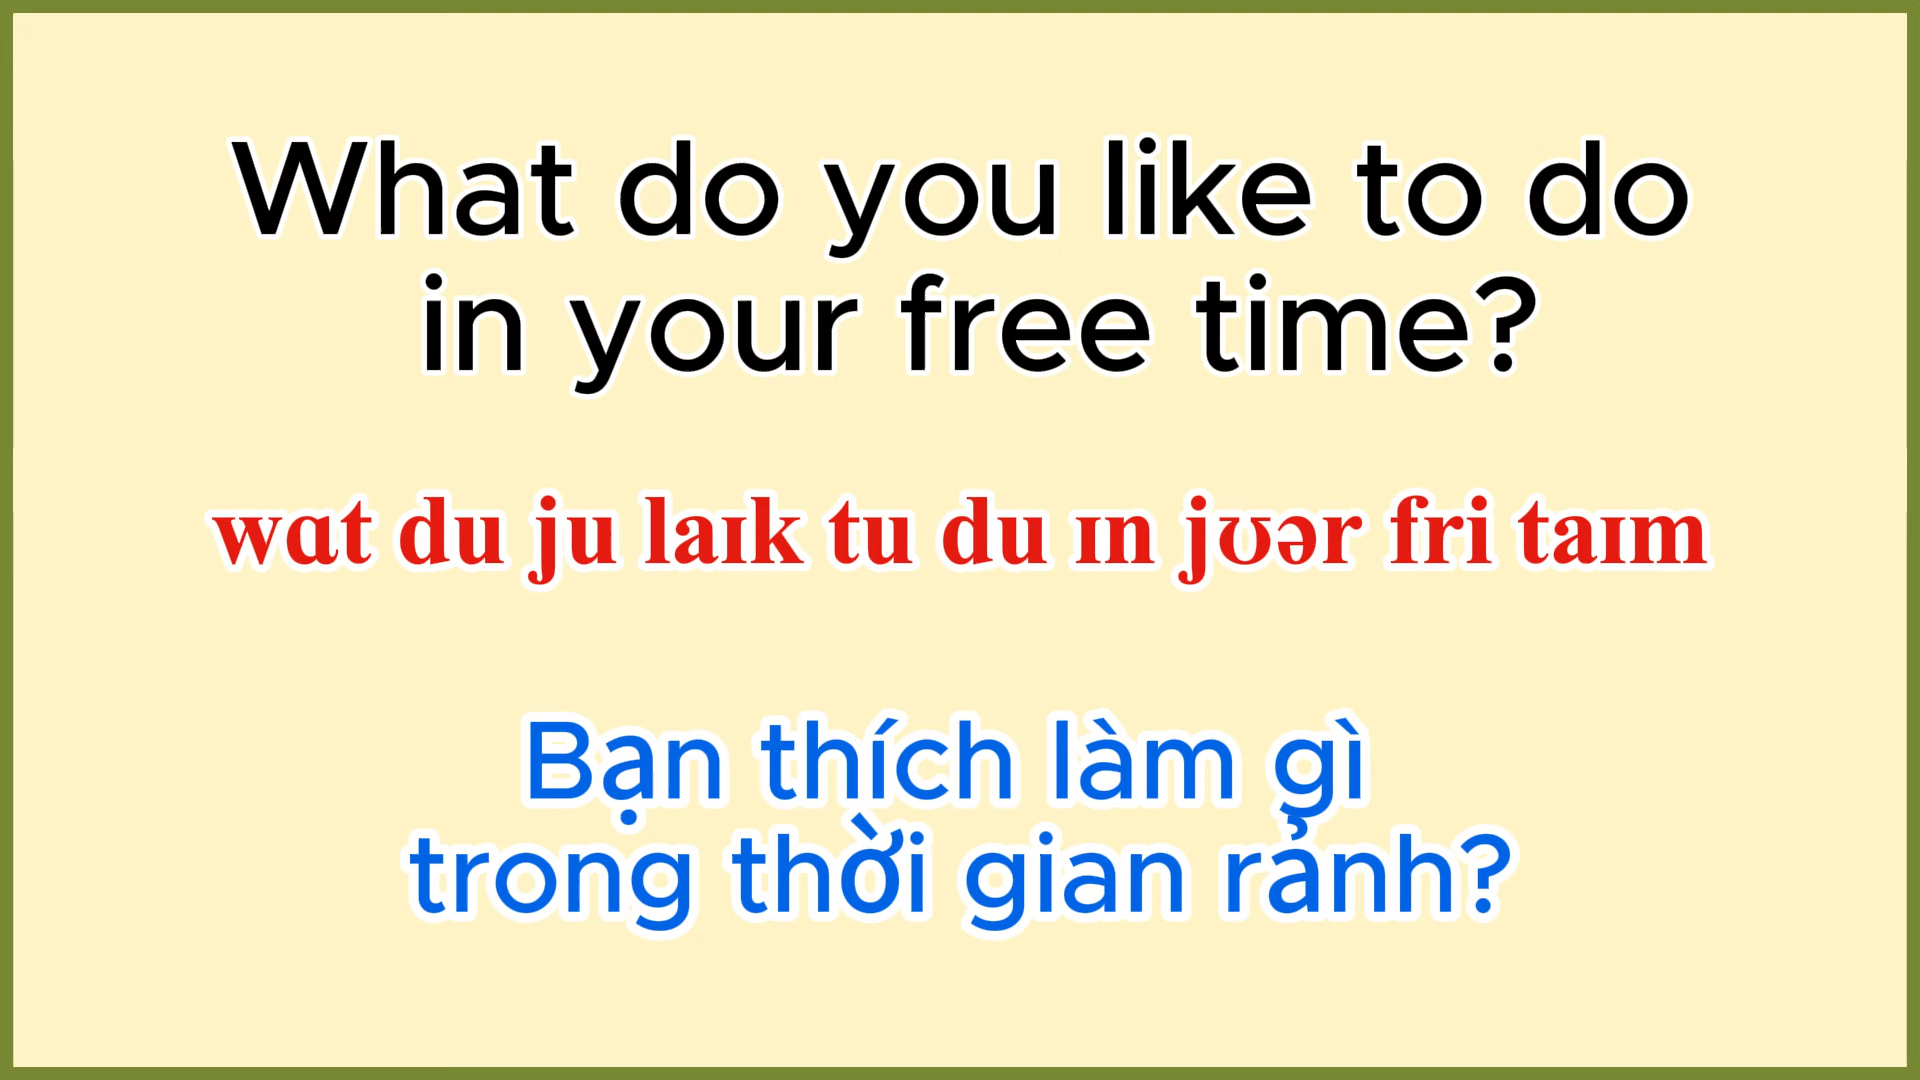 What do you like to do
in your free time?
wɑt du ju laɪk tu du ɪn jʊər fri taɪm
Bạn thích làm gì
trong thời gian rảnh?